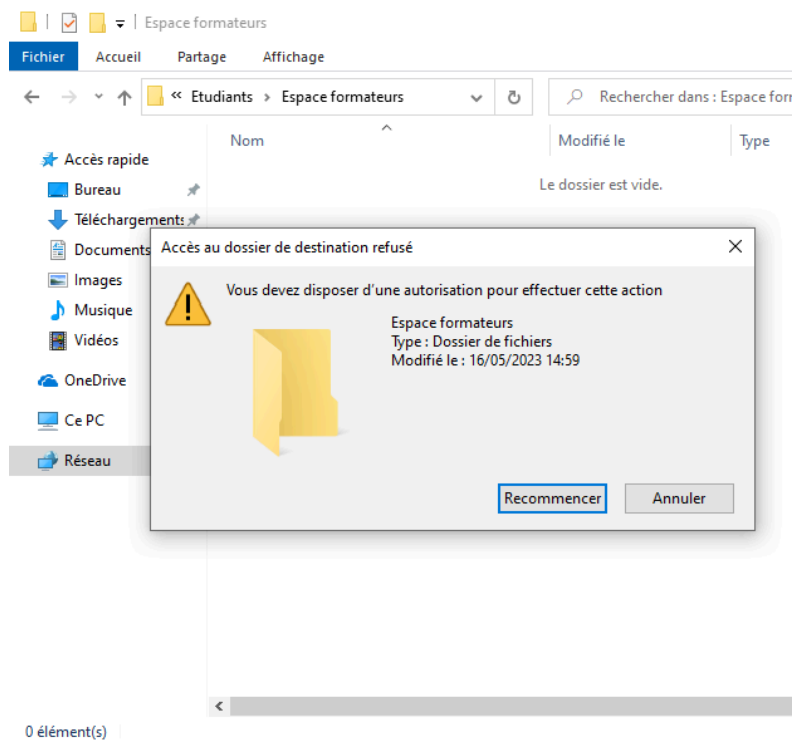 Espace formateurs
Fichier Accueil Partage Affichage
« Etudiants > Espace formateurs
Rechercher dans : Espace for
Nom Modifié le Type
Le dossier est vide.
Accès rapide
Bureau
Téléchargements
Documents
Images
Musique
Vidéos
OneDrive
Ce PC
Réseau
Accès au dossier de destination refusé
Vous devez disposer d'une autorisation pour effectuer cette action
Espace formateurs
Type : Dossier de fichiers
Modifié le : 16/05/2023 14:59
Recommencer Annuler
0 élément(s)